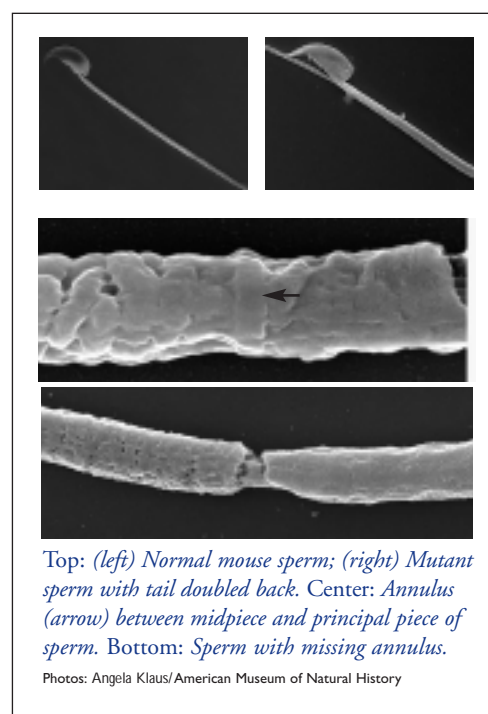 Top: (left) Normal mouse sperm; (right) Mutant
sperm with tail doubled back. Center: Annulus
(arrow) between midpiece and principal piece of
sperm. Bottom: Sperm with missing annulus.
Photos: Angela Klaus/American Museum of Natural History